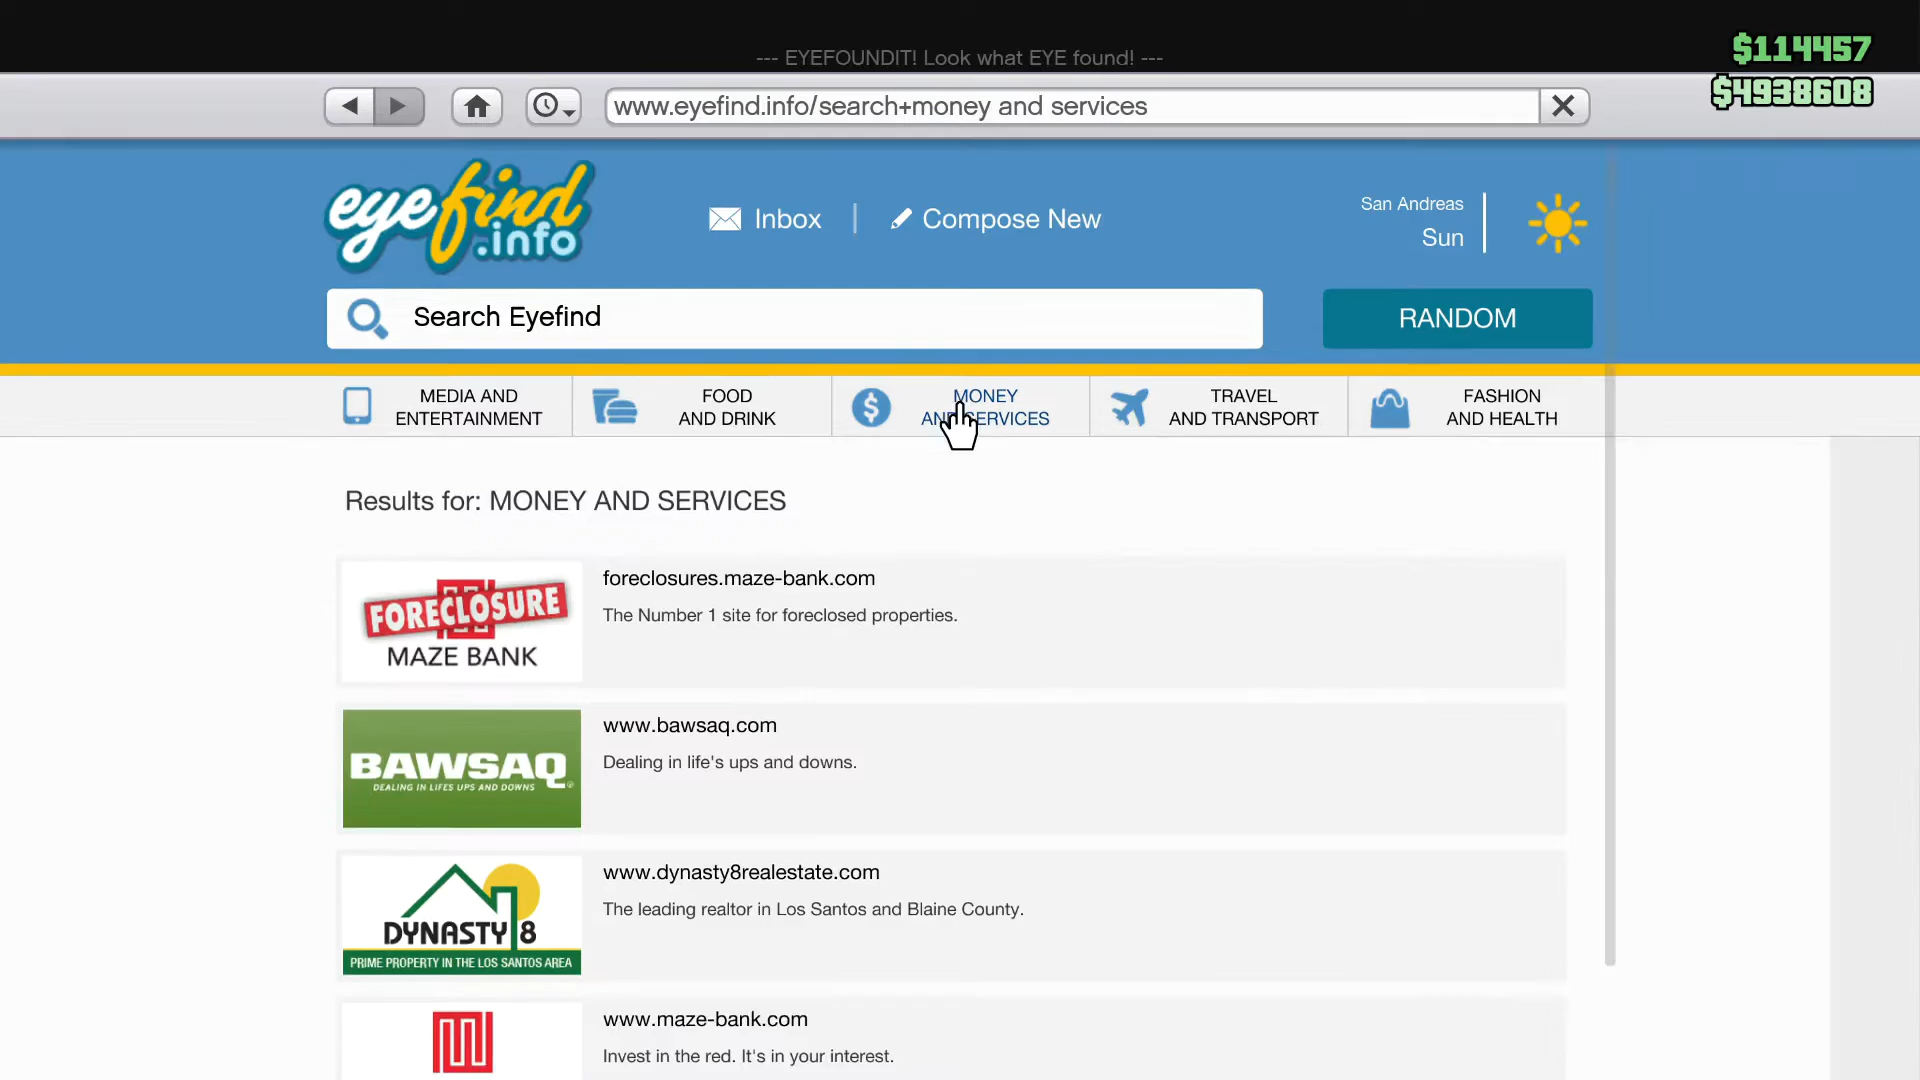 --- EYEFOUNDIT! Look what EYE found! ---
$114457
$4938608
www.eyefind.info/search+money and services
eyefind
.info
Inbox
Compose New
San Andreas
Sun
Search Eyefind
RANDOM
MEDIA AND
ENTERTAINMENT
FOOD
AND DRINK
MONEY
AND SERVICES
TRAVEL
AND TRANSPORT
FASHION
AND HEALTH
Results for: MONEY AND SERVICES
FORECLOSURE
MAZE BANK
foreclosures.maze-bank.com
The Number 1 site for foreclosed properties.
BAWSAQ
DEALING IN LIFES UPS AND DOWNS
www.bawsaq.com
Dealing in life's ups and downs.
DYNASTY 8
PRIME PROPERTY IN THE LOS SANTOS AREA
www.dynasty8realestate.com
The leading realtor in Los Santos and Blaine County.
www.maze-bank.com
Invest in the red. It's in your interest.